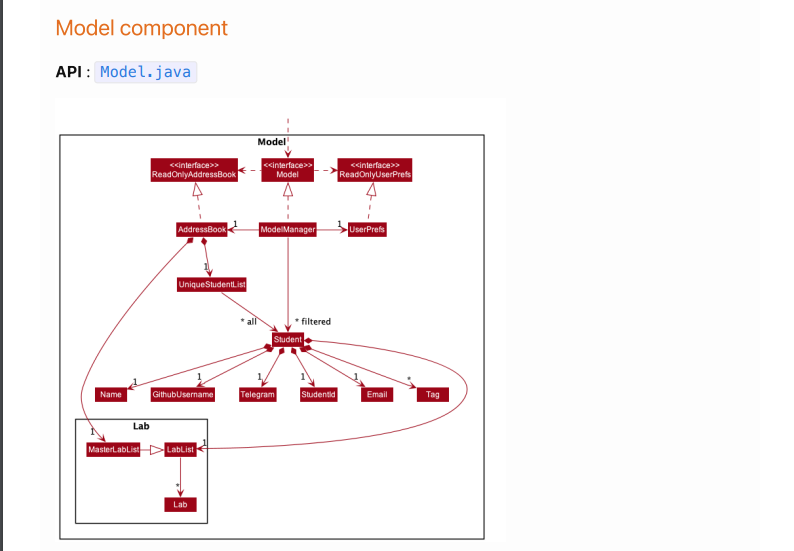 Model component
API : Model.java
Model
<<interface>> <<interface>> <<interface>>
ReadOnlyAddressBook Model ReadOnlyUserPrefs
AddressBook 1 ModelManager 1 UserPrefs
1
UniqueStudentList
* all * filtered
Student
1 1 1 1 1 *
Name GithubUsername Telegram StudentId Email Tag
Lab
1 1
MasterLabList LabList
*
Lab